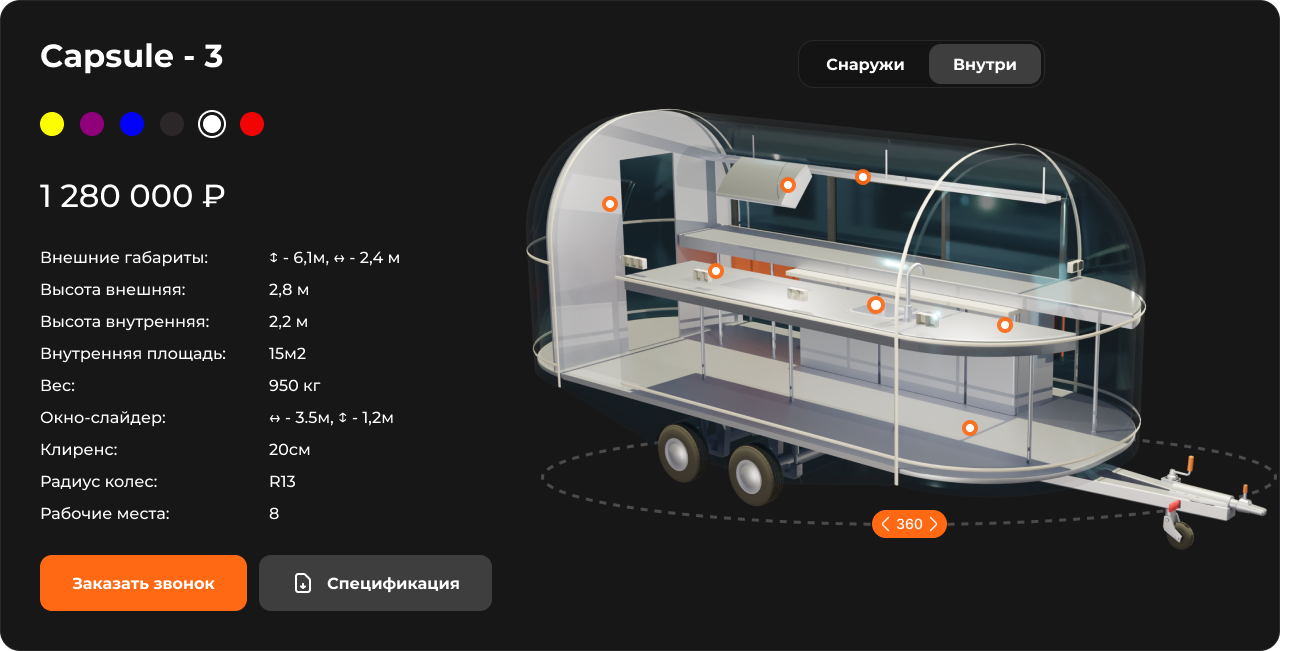 Capsule - 3
Снаружи
Внутри
1 280 000 ₽
Внешние габариты: ↕ - 6,1м, ↔ - 2,4 м
Высота внешняя: 2,8 м
Высота внутренняя: 2,2 м
Внутренняя площадь: 15м2
Вес: 950 кг
Окно-слайдер: ↔ - 3.5м, ↕ - 1,2м
Клиренс: 20см
Радиус колес: R13
Рабочие места: 8
360
Заказать звонок
Спецификация